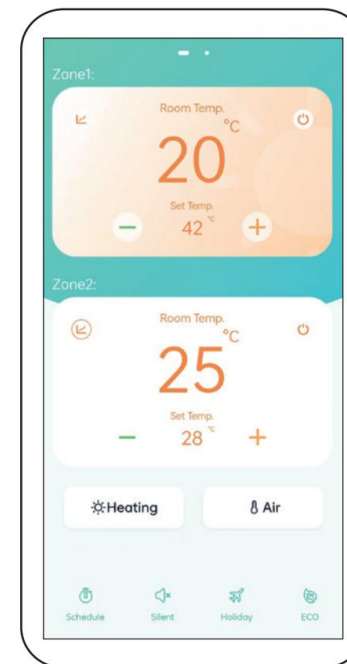 Zone1:
Room Temp.
20 °C
Set Temp.
42 °C
Zone2:
Room Temp.
25 °C
Set Temp.
28 °C
Heating
Air
Schedule
Silent
Holiday
ECO